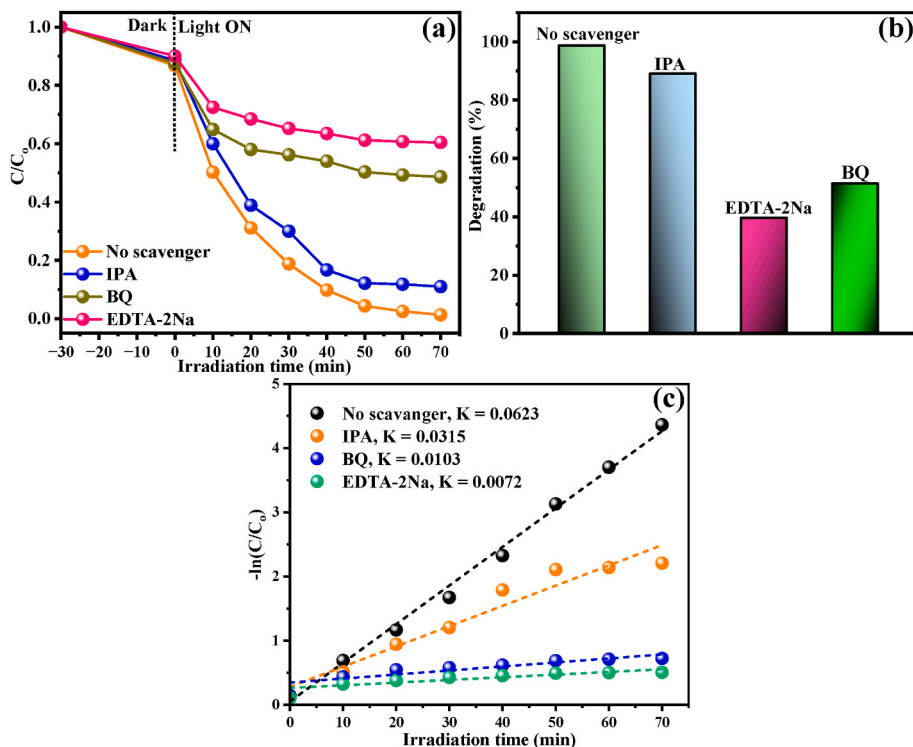 Dark Light ON
(a)
1.0
0.8
0.6
0.4
0.2
0.0
C/C₀
No scavenger
IPA
BQ
EDTA-2Na
−30 −20 −10 0 10 20 30 40 50 60 70
Irradiation time (min)
(b)
100
80
60
40
20
0
Degradation (%)
No scavenger
IPA
EDTA-2Na
BQ
(c)
5
4
3
2
1
0
-ln(C/C₀)
No scavanger, K = 0.0623
IPA, K = 0.0315
BQ, K = 0.0103
EDTA-2Na, K = 0.0072
0 10 20 30 40 50 60 70
Irradiation time (min)